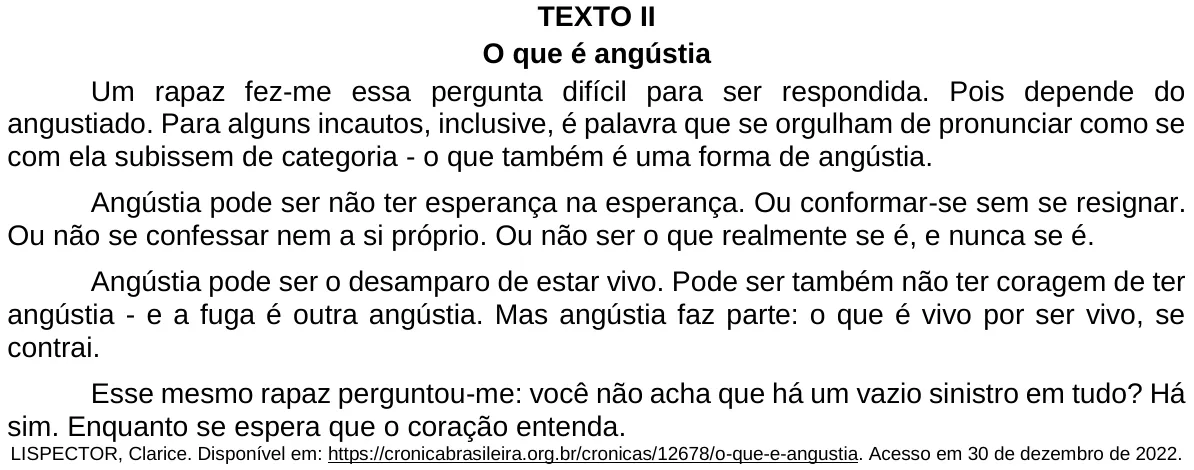 TEXTO II
O que é angústia
Um rapaz fez-me essa pergunta difícil para ser respondida. Pois depende do
angustiado. Para alguns incautos, inclusive, é palavra que se orgulham de pronunciar como se
com ela subissem de categoria - o que também é uma forma de angústia.
Angústia pode ser não ter esperança na esperança. Ou conformar-se sem se resignar.
Ou não se confessar nem a si próprio. Ou não ser o que realmente se é, e nunca se é.
Angústia pode ser o desamparo de estar vivo. Pode ser também não ter coragem de ter
angústia - e a fuga é outra angústia. Mas angústia faz parte: o que é vivo por ser vivo, se
contrai.
Esse mesmo rapaz perguntou-me: você não acha que há um vazio sinistro em tudo? Há
sim. Enquanto se espera que o coração entenda.
LISPECTOR, Clarice. Disponível em: https://cronicabrasileira.org.br/cronicas/12678/o-que-e-angustia. Acesso em 30 de dezembro de 2022.